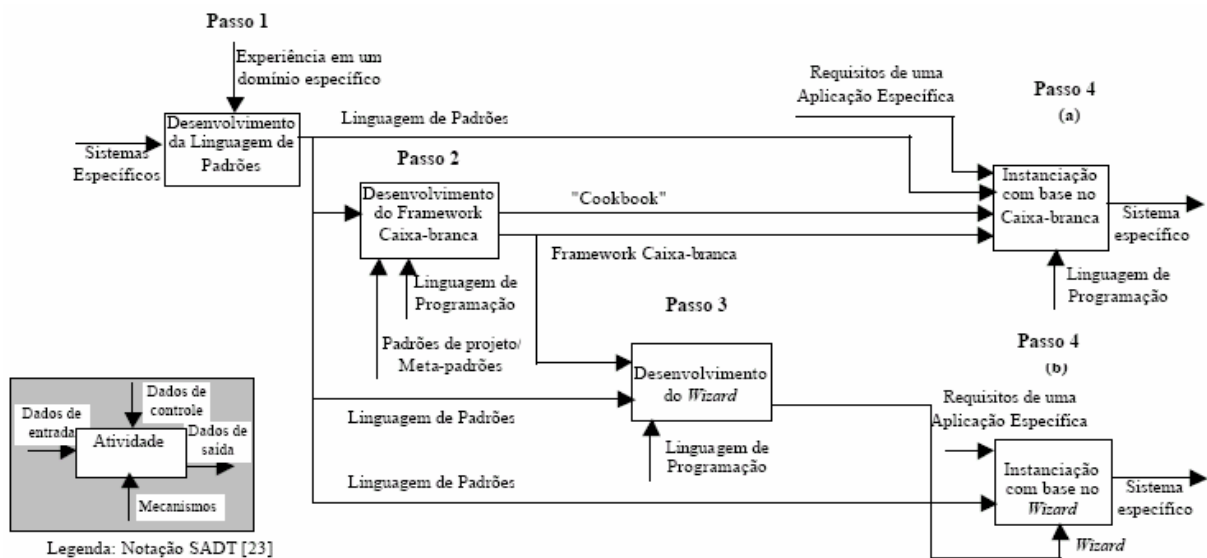 Passo 1
Experiência em um
domínio específico
Desenvolvimento
da Linguagem de
Padrões
Sistemas
Específicos
Linguagem de Padrões
Passo 2
Desenvolvimento
do Framework
Caixa-branca
"Cookbook"
Framework Caixa-branca
Linguagem de
Programação
Padrões de projeto/
Meta-padrões
Requisitos de uma
Aplicação Específica
Passo 4
(a)
Instanciação
com base no
Caixa-branca
Sistema
específico
Linguagem de
Programação
Passo 3
Desenvolvimento
do Wizard
Linguagem de Padrões
Linguagem de
Programação
Passo 4
(b)
Requisitos de uma
Aplicação Específica
Linguagem de Padrões
Instanciação
com base no
Wizard
Sistema
específico
Wizard
Dados de
controle
Dados de
entrada
Atividade
Dados de
saída
Mecanismos
Legenda: Notação SADT [23]